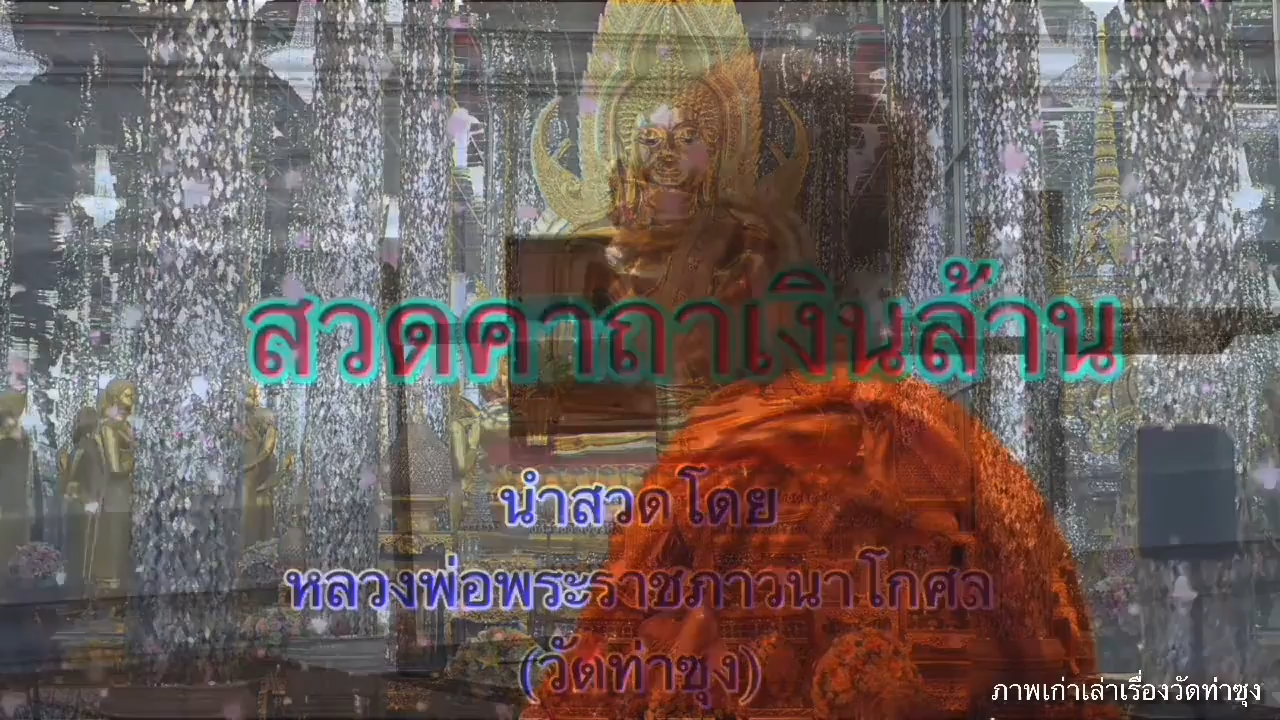 สวดคาถาเงินล้าน
นำสวดโดย
หลวงพ่อพระราชภาวนาโกศล
(วัดท่าซุง)
ภาพเก่าเล่าเรื่องวัดท่าซุง